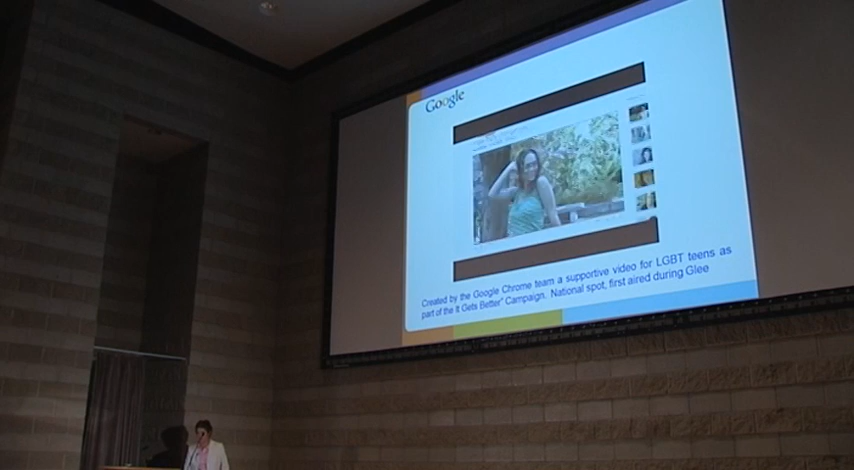 Google
Created by the Google Chrome team a supportive video for LGBT teens as
part of the It Gets Better" Campaign. National spot, first aired during Glee